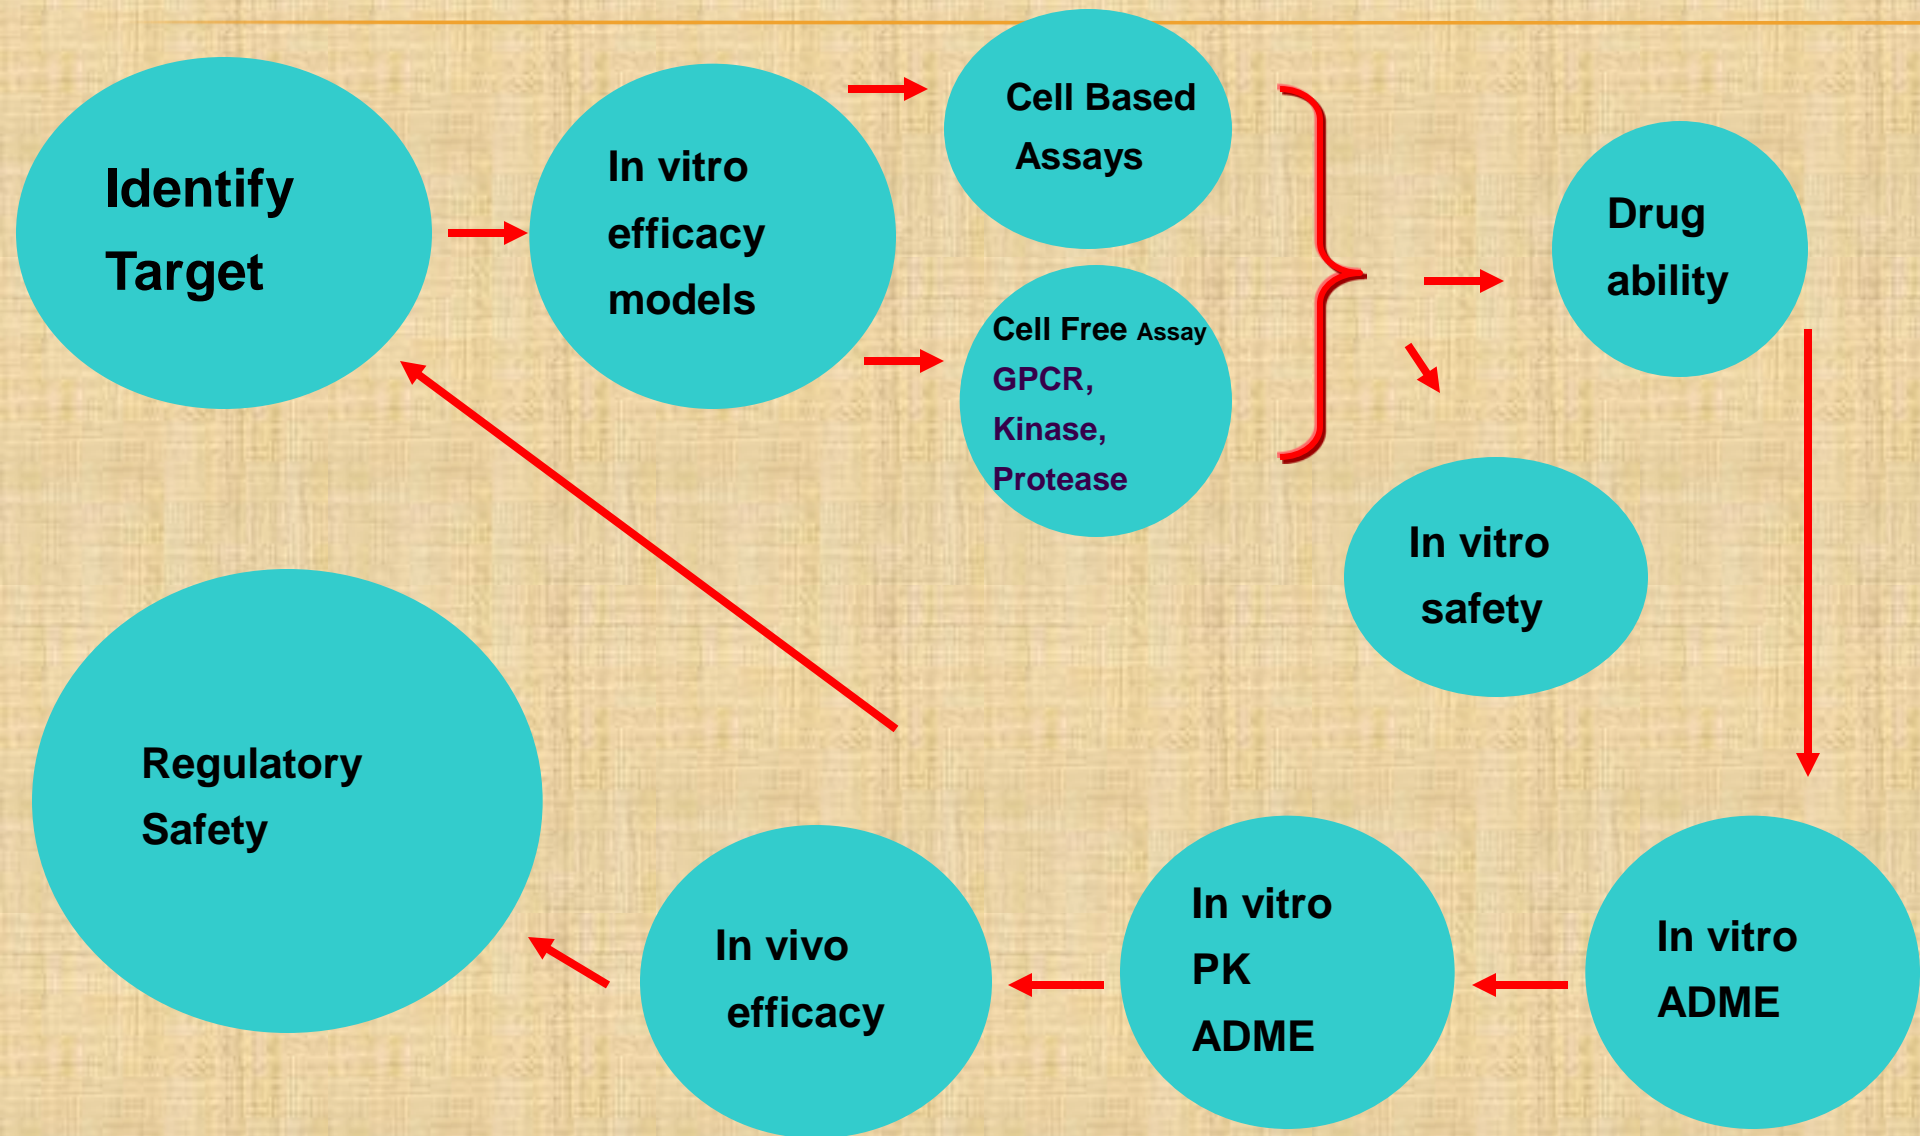 Identify
Target
In vitro
efficacy
models
Cell Based
Assays
Cell Free Assay
GPCR,
Kinase,
Protease
Drug
ability
In vitro
safety
In vitro
ADME
In vitro
PK
ADME
In vivo
efficacy
Regulatory
Safety